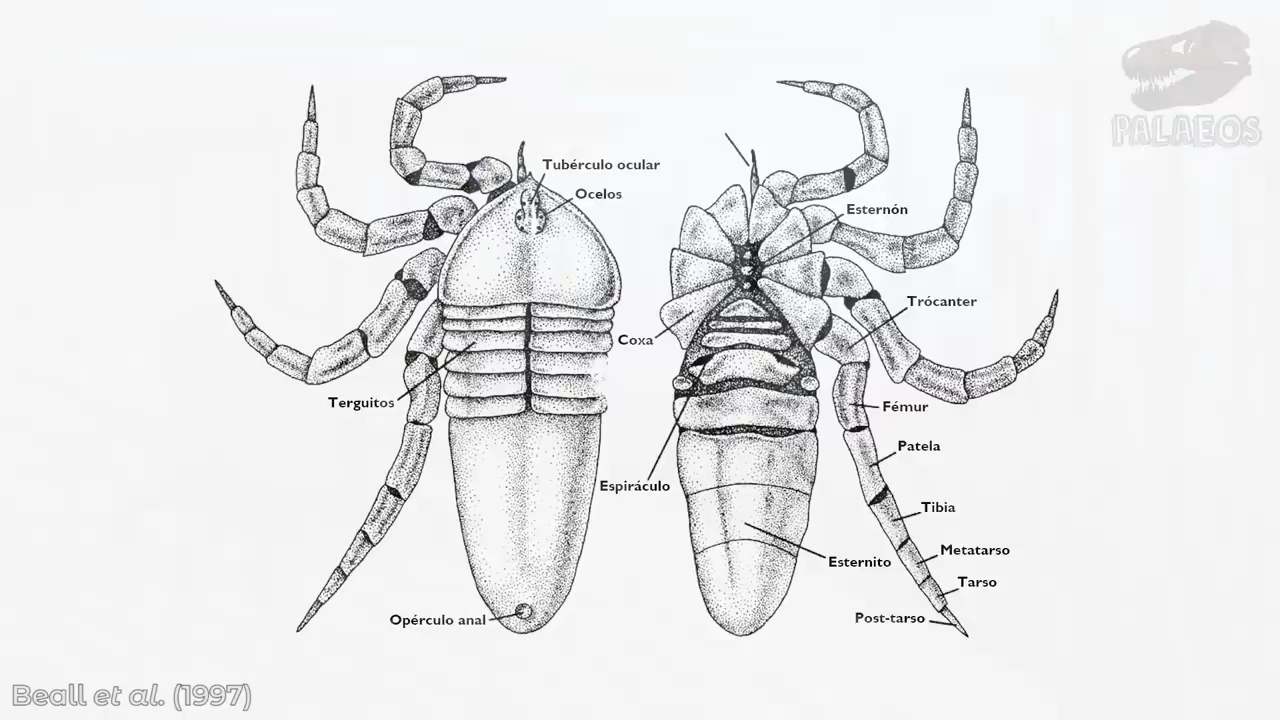 PALAEOS
Tubérculo ocular
Ocelos
Esternón
Trócanter
Coxa
Terguitos
Fémur
Patela
Espiráculo
Tibia
Metatarso
Esternito
Tarso
Opérculo anal
Post-tarso
Beall et al. (1997)